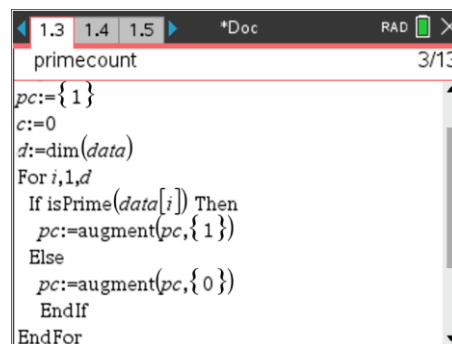 1.3 1.4 1.5 *Doc RAD
primecount 3/13
pc:={1}
c:=0
d:=dim(data)
For i,1,d
If isPrime(data[i]) Then
pc:=augment(pc,{1})
Else
pc:=augment(pc,{0})
EndIf
EndFor